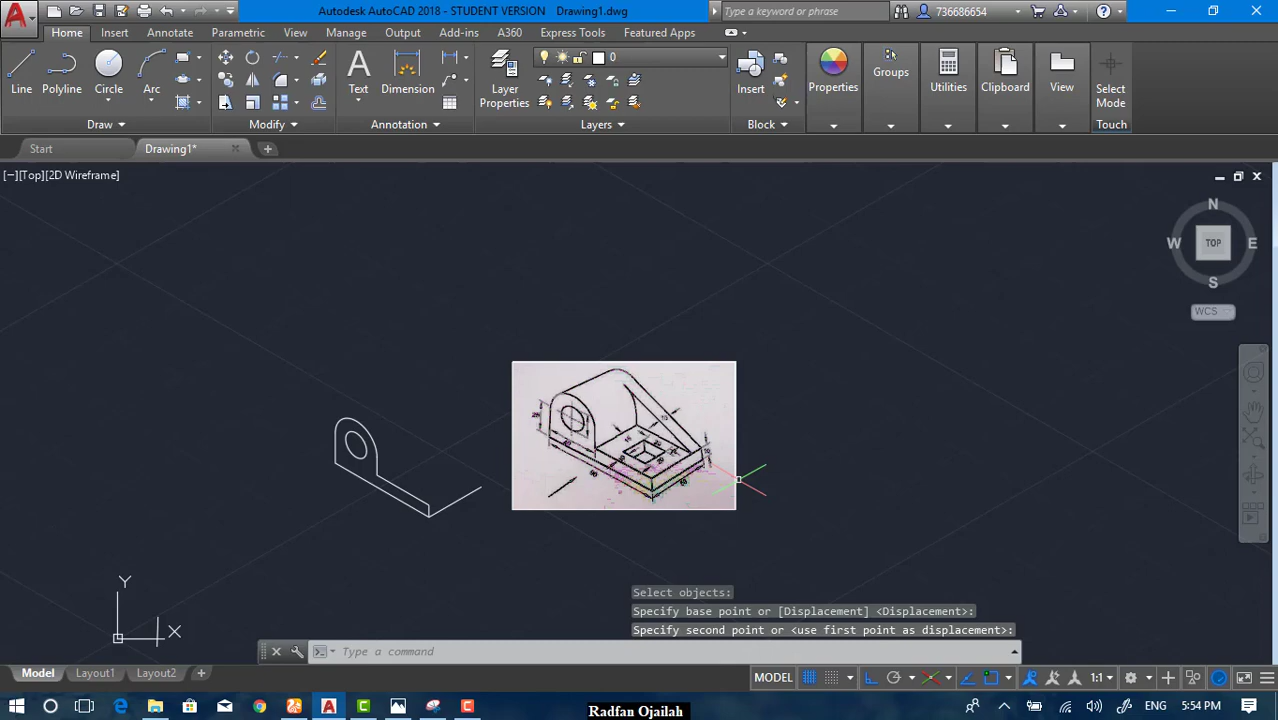 Autodesk AutoCAD 2018 - STUDENT VERSION Drawing1.dwg
Type a keyword or phrase
736686654
Home Insert Annotate Parametric View Manage Output Add-ins A360 Express Tools Featured Apps
Line Polyline Circle Arc
Text Dimension
Layer Properties
0
Insert
Properties
Groups
Utilities
Clipboard
View
Select Mode
Draw Modify Annotation Layers Block Touch
Start
Drawing1*
[−][Top][2D Wireframe]
N
W TOP E
S
WCS
Y
X
Select objects:
Specify base point or [Displacement] <Displacement>:
Specify second point or <use first point as displacement>:
Type a command
Model Layout1 Layout2
MODEL
1:1
ENG 5:54 PM
Radfan Ojailah